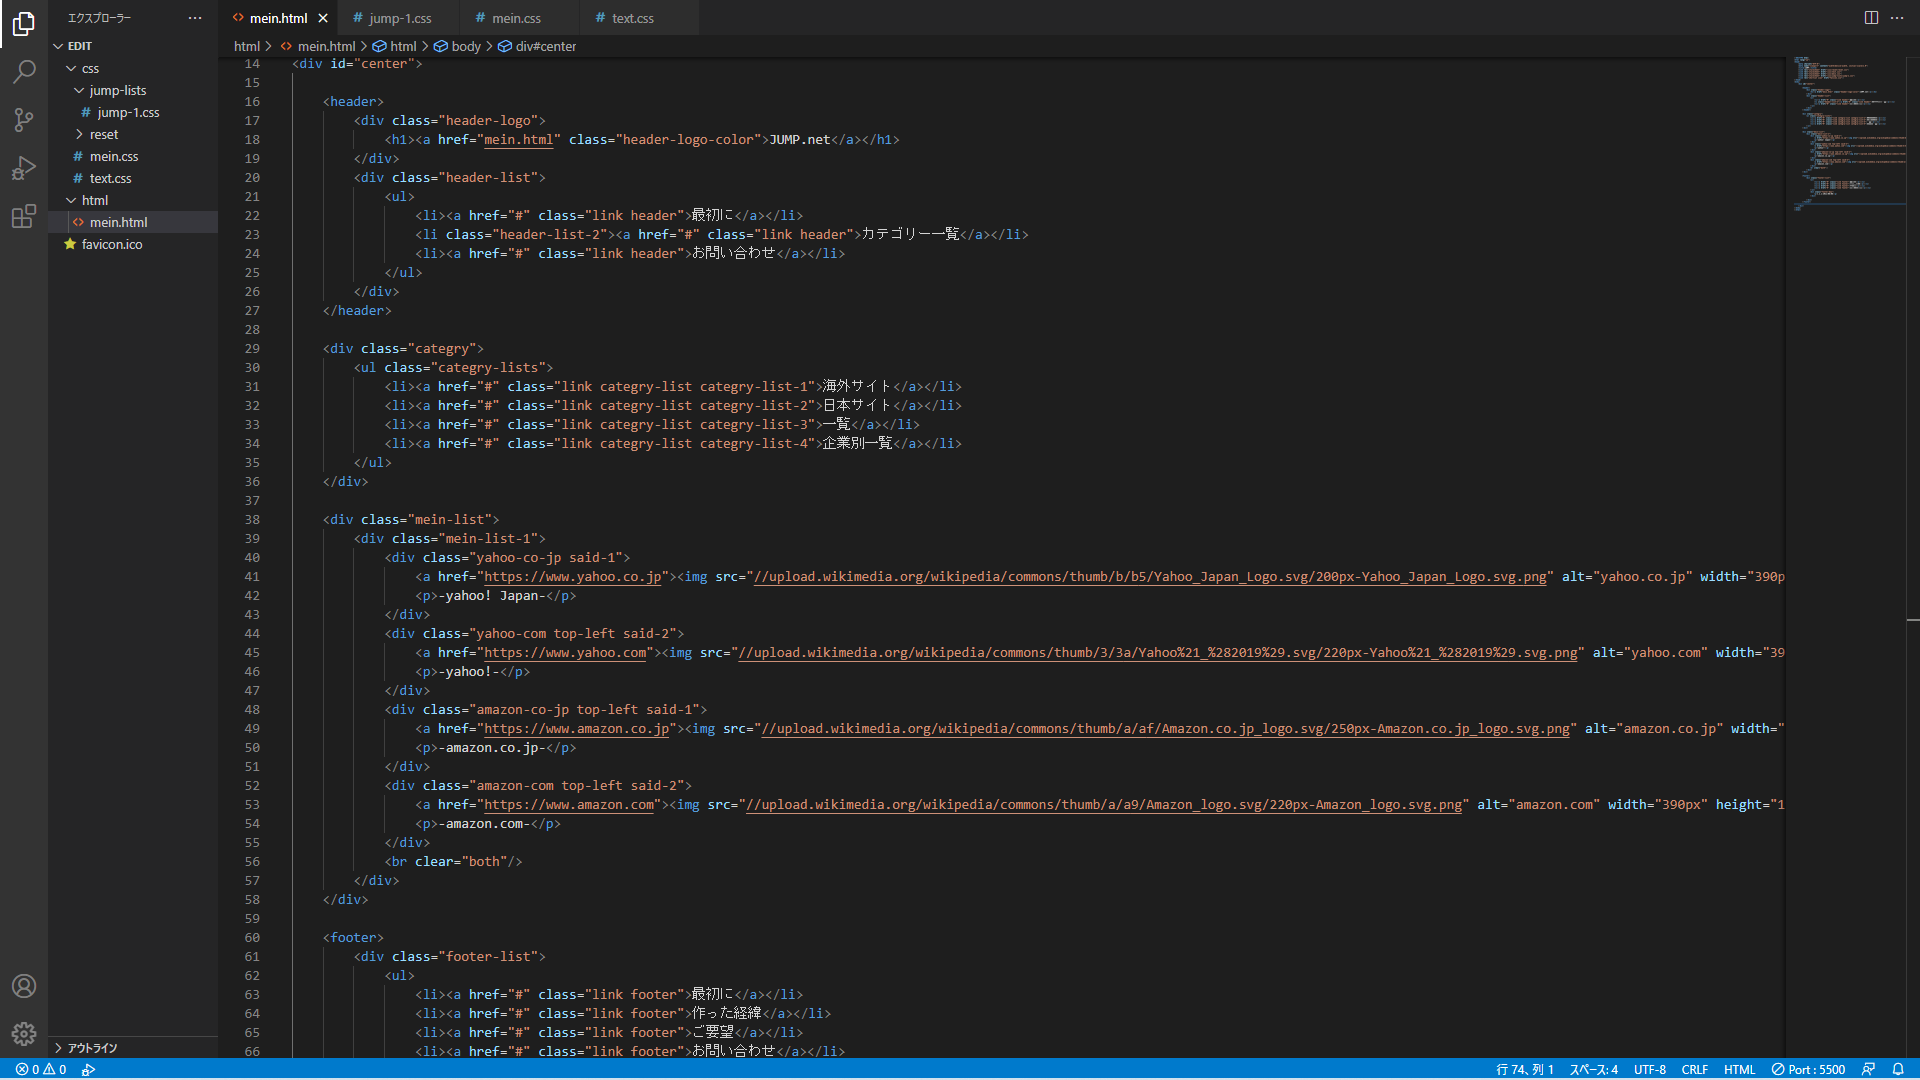 エクスプローラー ···
mein.html × # jump-1.css # mein.css # text.css ···
EDIT
css
jump-lists
# jump-1.css
reset
# mein.css
# text.css
html
<> mein.html
favicon.ico
アウトライン
html > <> mein.html > html > body > div#center
14 <div id="center">
15
16 <header>
17 <div class="header-logo">
18 <h1><a href="mein.html" class="header-logo-color">JUMP.net</a></h1>
19 </div>
20 <div class="header-list">
21 <ul>
22 <li><a href="#" class="link header">最初に</a></li>
23 <li class="header-list-2"><a href="#" class="link header">カテゴリー一覧</a></li>
24 <li><a href="#" class="link header">お問い合わせ</a></li>
25 </ul>
26 </div>
27 </header>
28
29 <div class="categry">
30 <ul class="categry-lists">
31 <li><a href="#" class="link categry-list categry-list-1">海外サイト</a></li>
32 <li><a href="#" class="link categry-list categry-list-2">日本サイト</a></li>
33 <li><a href="#" class="link categry-list categry-list-3">一覧</a></li>
34 <li><a href="#" class="link categry-list categry-list-4">企業別一覧</a></li>
35 </ul>
36 </div>
37
38 <div class="mein-list">
39 <div class="mein-list-1">
40 <div class="yahoo-co-jp said-1">
41 <a href="https://www.yahoo.co.jp"><img src="//upload.wikimedia.org/wikipedia/commons/thumb/b/b5/Yahoo_Japan_Logo.svg/200px-Yahoo_Japan_Logo.svg.png" alt="yahoo.co.jp" width="390p
42 <p>-yahoo! Japan-</p>
43 </div>
44 <div class="yahoo-com top-left said-2">
45 <a href="https://www.yahoo.com"><img src="//upload.wikimedia.org/wikipedia/commons/thumb/3/3a/Yahoo%21_%282019%29.svg/220px-Yahoo%21_%282019%29.svg.png" alt="yahoo.com" width="39
46 <p>-yahoo!-</p>
47 </div>
48 <div class="amazon-co-jp top-left said-1">
49 <a href="https://www.amazon.co.jp"><img src="//upload.wikimedia.org/wikipedia/commons/thumb/a/af/Amazon.co.jp_logo.svg/250px-Amazon.co.jp_logo.svg.png" alt="amazon.co.jp" width="
50 <p>-amazon.co.jp-</p>
51 </div>
52 <div class="amazon-com top-left said-2">
53 <a href="https://www.amazon.com"><img src="//upload.wikimedia.org/wikipedia/commons/thumb/a/a9/Amazon_logo.svg/220px-Amazon_logo.svg.png" alt="amazon.com" width="390px" height="1
54 <p>-amazon.com-</p>
55 </div>
56 <br clear="both"/>
57 </div>
58 </div>
59
60 <footer>
61 <div class="footer-list">
62 <ul>
63 <li><a href="#" class="link footer">最初に</a></li>
64 <li><a href="#" class="link footer">作った経緯</a></li>
65 <li><a href="#" class="link footer">ご要望</a></li>
66 <li><a href="#" class="link footer">お問い合わせ</a></li>
0 0 行 74、列 1 スペース: 4 UTF-8 CRLF HTML Port : 5500